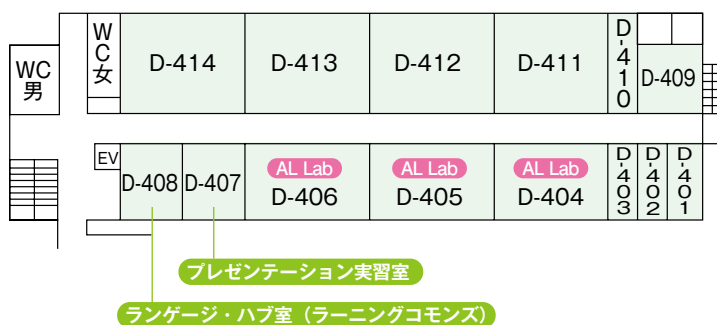 WC女
D-414
D-413
D-412
D-411
D-410
D-409
WC
男
EV
D-408
D-407
AL Lab
D-406
AL Lab
D-405
AL Lab
D-404
D-403
D-402
D-401
プレゼンテーション実習室
ランゲージ・ハブ室（ラーニングコモンズ）